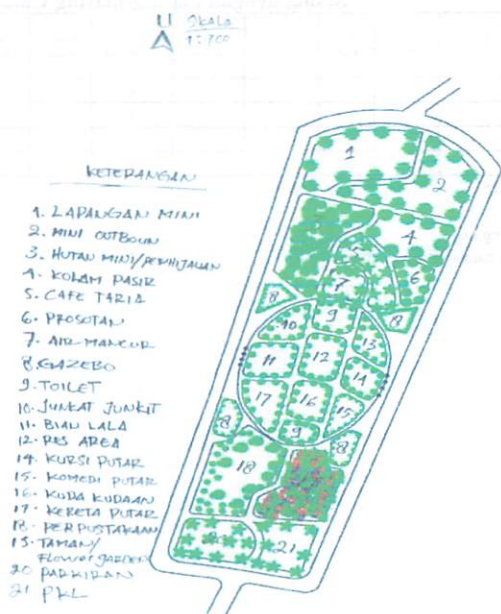 U SKALA
1:700
KETERANGAN
1. LAPANGAN MINI
2. MINI OUTBOUN
3. HUTAN MINI/PENHIJAUAN
4. KOLAM PASIR
5. CAFE TARIA
6. PROSOTAN
7. AIR MANCUR
8. GAZEBO
9. TOILET
10. JUNKAT JUNKIT
11. BIAN LALA
12. RES AREA
14. KURSI PUTAR
15. KOMEDI PUTAR
16. KUDA KUDAAN
17. KERETA PUTAR
18. PERPUSTAKAAN
19. TAMAN/
FLOWER GARDEN
20 PARKIRAN
21 PKL
1
2
4
6
7
8
9
8
10
13
11
12
14
17
16
15
8
9
8
18
20
21